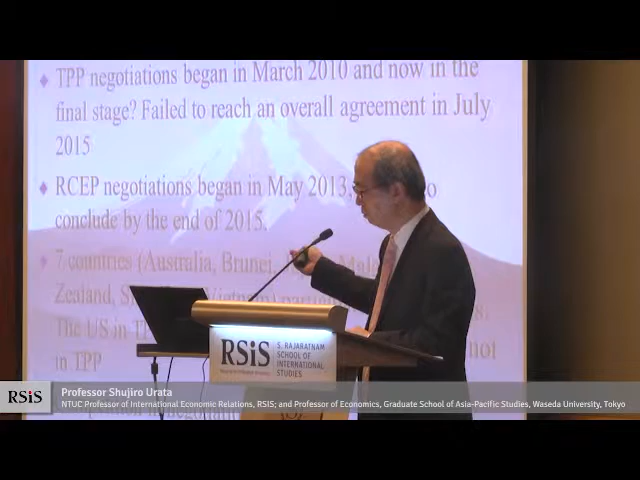 TPP negotiations began in March 2010 and now in the
final stage? Failed to reach an overall agreement in July
2015
RCEP negotiations began in May 2013, o
conclude by the end of 2015.
7 countries (Australia, Brunei,
Zealand,
The US in
not
in TPP
RSiS
S. RAJARATNAM
SCHOOL OF
INTERNATIONAL
STUDIES
RSiS
Professor Shujiro Urata
NTUC Professor of International Economic Relations, RSIS; and Professor of Economics, Graduate School of Asia-Pacific Studies, Waseda University, Tokyo